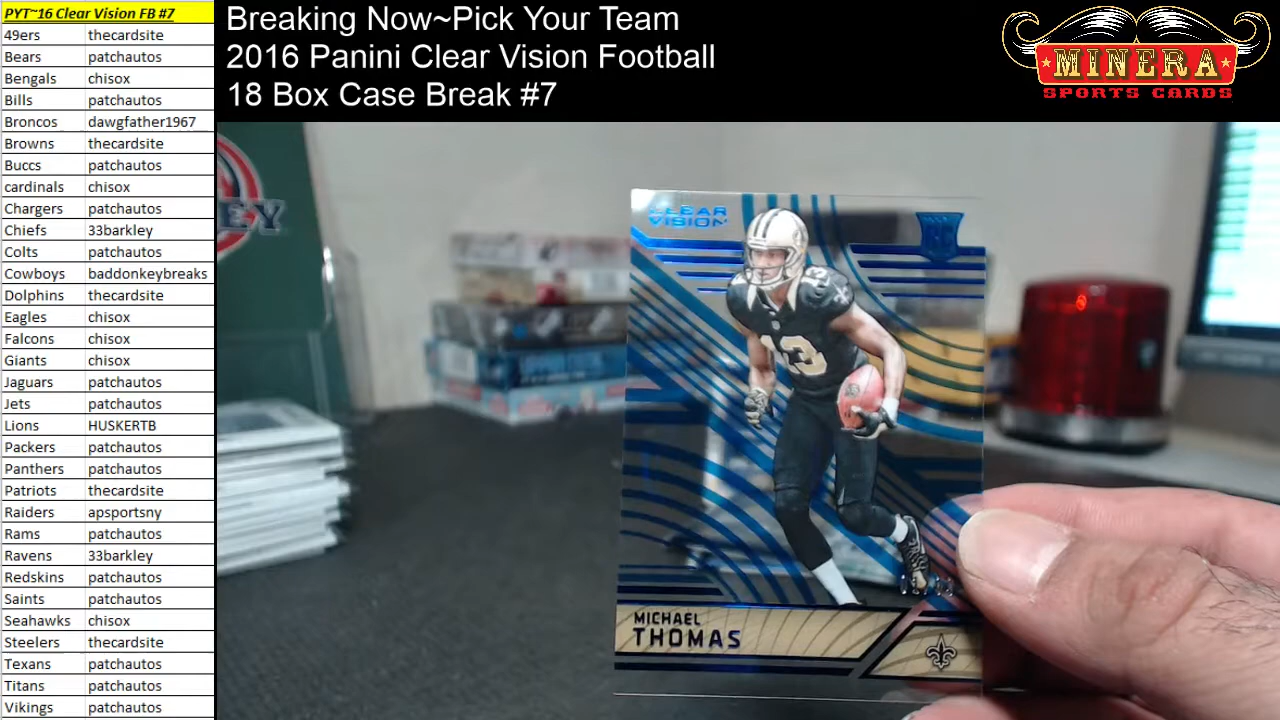 PYT~16 Clear Vision FB #7
49ers thecardsite
Bears patchautos
Bengals chisox
Bills patchautos
Broncos dawgfather1967
Browns thecardsite
Buccs patchautos
cardinals chisox
Chargers patchautos
Chiefs 33barkley
Colts patchautos
Cowboys baddonkeybreaks
Dolphins thecardsite
Eagles chisox
Falcons chisox
Giants chisox
Jaguars patchautos
Jets patchautos
Lions HUSKERTB
Packers patchautos
Panthers patchautos
Patriots thecardsite
Raiders apsportsny
Rams patchautos
Ravens 33barkley
Redskins patchautos
Saints patchautos
Seahawks chisox
Steelers thecardsite
Texans patchautos
Titans patchautos
Vikings patchautos
Breaking Now~Pick Your Team
2016 Panini Clear Vision Football
18 Box Case Break #7
MINERA
SPORTS CARDS
CLEAR
VISION
RC
13
13
MICHAEL
THOMAS